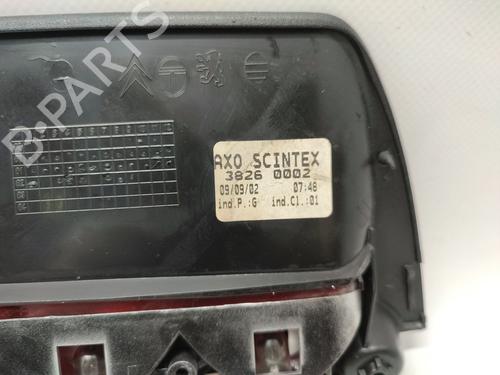 B-PARTS
AXO SCINTEX
3826 0002
09/09/02 07:48
ind.P.:G ind.Cl.:01